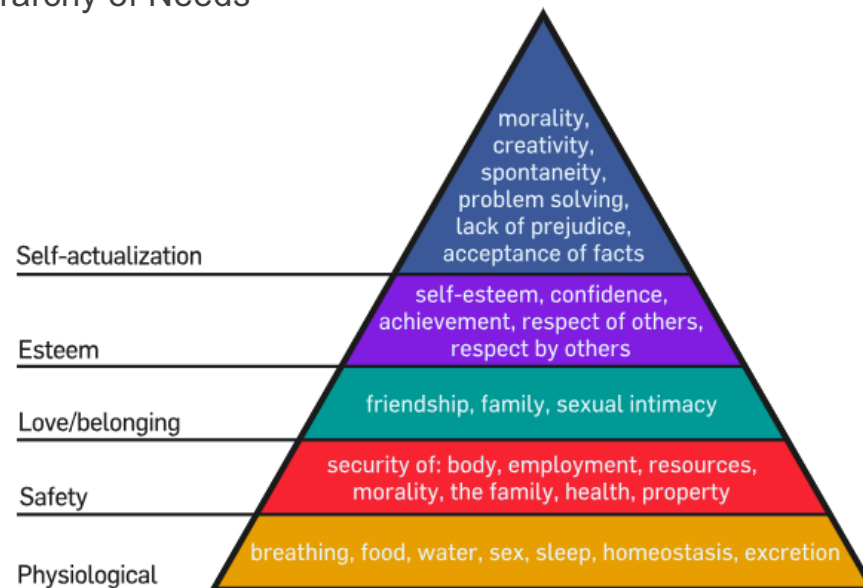 morality,
creativity,
spontaneity,
problem solving,
lack of prejudice,
acceptance of facts
Self-actualization
self-esteem, confidence,
achievement, respect of others,
respect by others
Esteem
friendship, family, sexual intimacy
Love/belonging
security of: body, employment, resources,
morality, the family, health, property
Safety
breathing, food, water, sex, sleep, homeostasis, excretion
Physiological